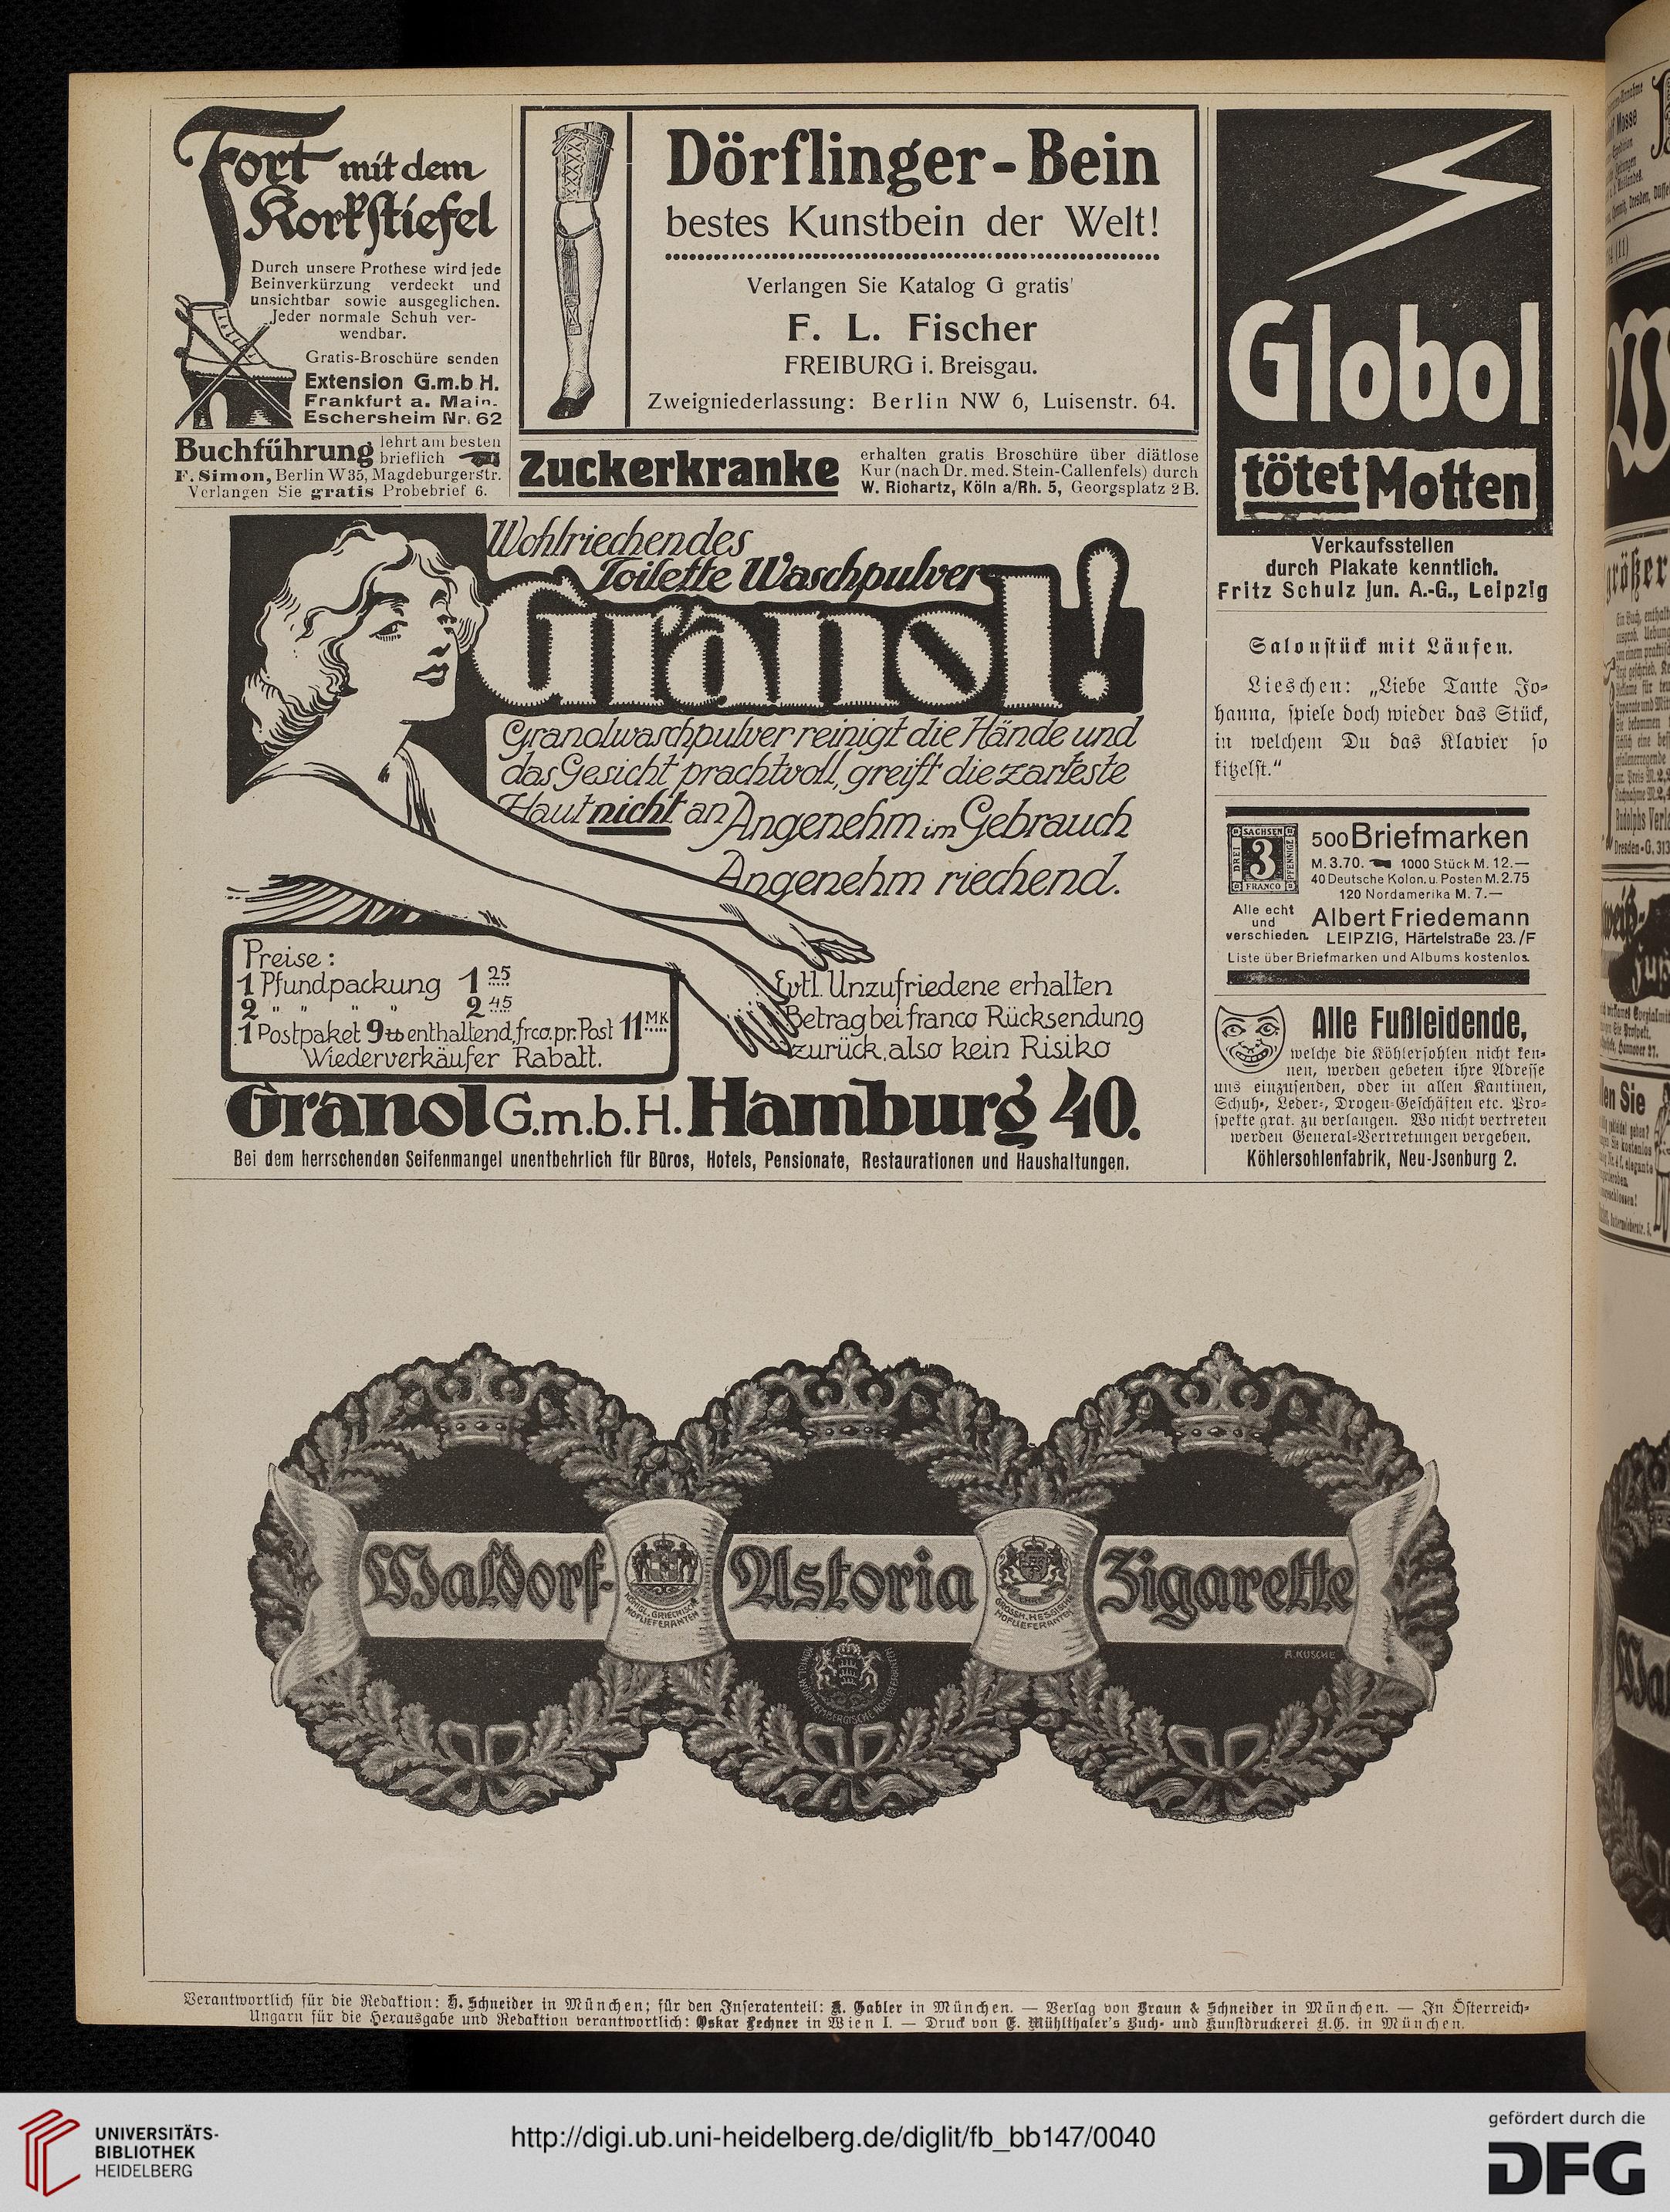 Fort mit dem
Korkstiefel
Durch unsere Prothese wird jede
Beinverkürzung verdeckt und
unsichtbar sowie ausgeglichen.
Jeder normale Schuh ver-
wendbar.
Gratis-Broschüre senden
Extension G.m.b H.
Frankfurt a. Main-
Eschersheim Nr. 62
Buchführung lehrt am besten
brieflich
F. Simon, Berlin W35, Magdeburgerstr.
Verlangen Sie gratis Probebrief 6.
Dörflinger-Bein
bestes Kunstbein der Welt!
Verlangen Sie Katalog G gratis
F. L. Fischer
FREIBURG i. Breisgau.
Zweigniederlassung: Berlin NW 6, Luisenstr. 64.
Zuckerkranke
erhalten gratis Broschüre über diätlose
Kur (nach Dr. med. Stein-Callenfels) durch
W. Richartz, Köln a/Rh. 5, Georgsplatz 2 B.
Wohlriechendes
Toilette Waschpulver
Granol!
Granolwaschpulver reinigt die Hände und
das Gesicht prachtvoll, greift die zarteste
Haut nicht an Angenehm im Gebrauch
Angenehm riechend.
Preise:
1 Pfundpackung 1 25
2 " " " " 2 45
1 Postpaket 9 ℔ enthaltend, frco. pr. Post 11 MK
Wiederverkäufer Rabatt.
Evtl. Unzufriedene erhalten
Betrag bei franco Rücksendung
zurück, also kein Risiko
Granol G.m.b.H. Hamburg 40.
Bei dem herrschenden Seifenmangel unentbehrlich für Büros, Hotels, Pensionate, Restaurationen und Haushaltungen.
Globol
tötet Motten
Verkaufsstellen
durch Plakate kenntlich.
Fritz Schulz jun. A.-G., Leipzig
Salonstück mit Läufen.
Lieschen: „Liebe Tante Jo-
hanna, spiele doch wieder das Stück,
in welchem Du das Klavier so
kitzelst.“
SACHSEN
DREI 3 PFENNIGE
FRANCO
500 Briefmarken
M. 3.70. 1000 Stück M. 12.—
40 Deutsche Kolon. u. Posten M. 2.75
120 Nordamerika M. 7.—
Alle echt
und
verschieden.
Albert Friedemann
LEIPZIG, Härtelstraße 23./F
Liste über Briefmarken und Albums kostenlos.
Alle Fußleidende,
welche die Köhlersohlen nicht ken-
nen, werden gebeten ihre Adresse
uns einzusenden, oder in allen Kantinen,
Schuh-, Leder-, Drogen-Geschäften etc. Pro-
spekte grat. zu verlangen. Wo nicht vertreten
werden General-Vertretungen vergeben.
Köhlersohlenfabrik, Neu-Jsenburg 2.
Waldorf- Astoria Zigarette
KÖNIGL. GRIECHISCHE
HOFLIEFERANTEN
GROSSH. HESSISCHE
HOFLIEFERANTEN
KÖNIGL. WÜRTTEMBERGISCHE HOFLIEFERANTEN
A. KUSCHE
Verantwortlich für die Redaktion: H. Schneider in München; für den Inseratenteil: A. Gabler in München. — Verlag von Braun & Schneider in München. — In Österreich-
Ungarn für die Herausgabe und Redaktion verantwortlich: Oskar Lechner in Wien I. — Druck von E. Mühlthaler's Buch- und Kunstdruckerei A.G. in München.
UNIVERSITÄTS-
BIBLIOTHEK
HEIDELBERG
http://digi.ub.uni-heidelberg.de/diglit/fb_bb147/0040
gefördert durch die
DFG